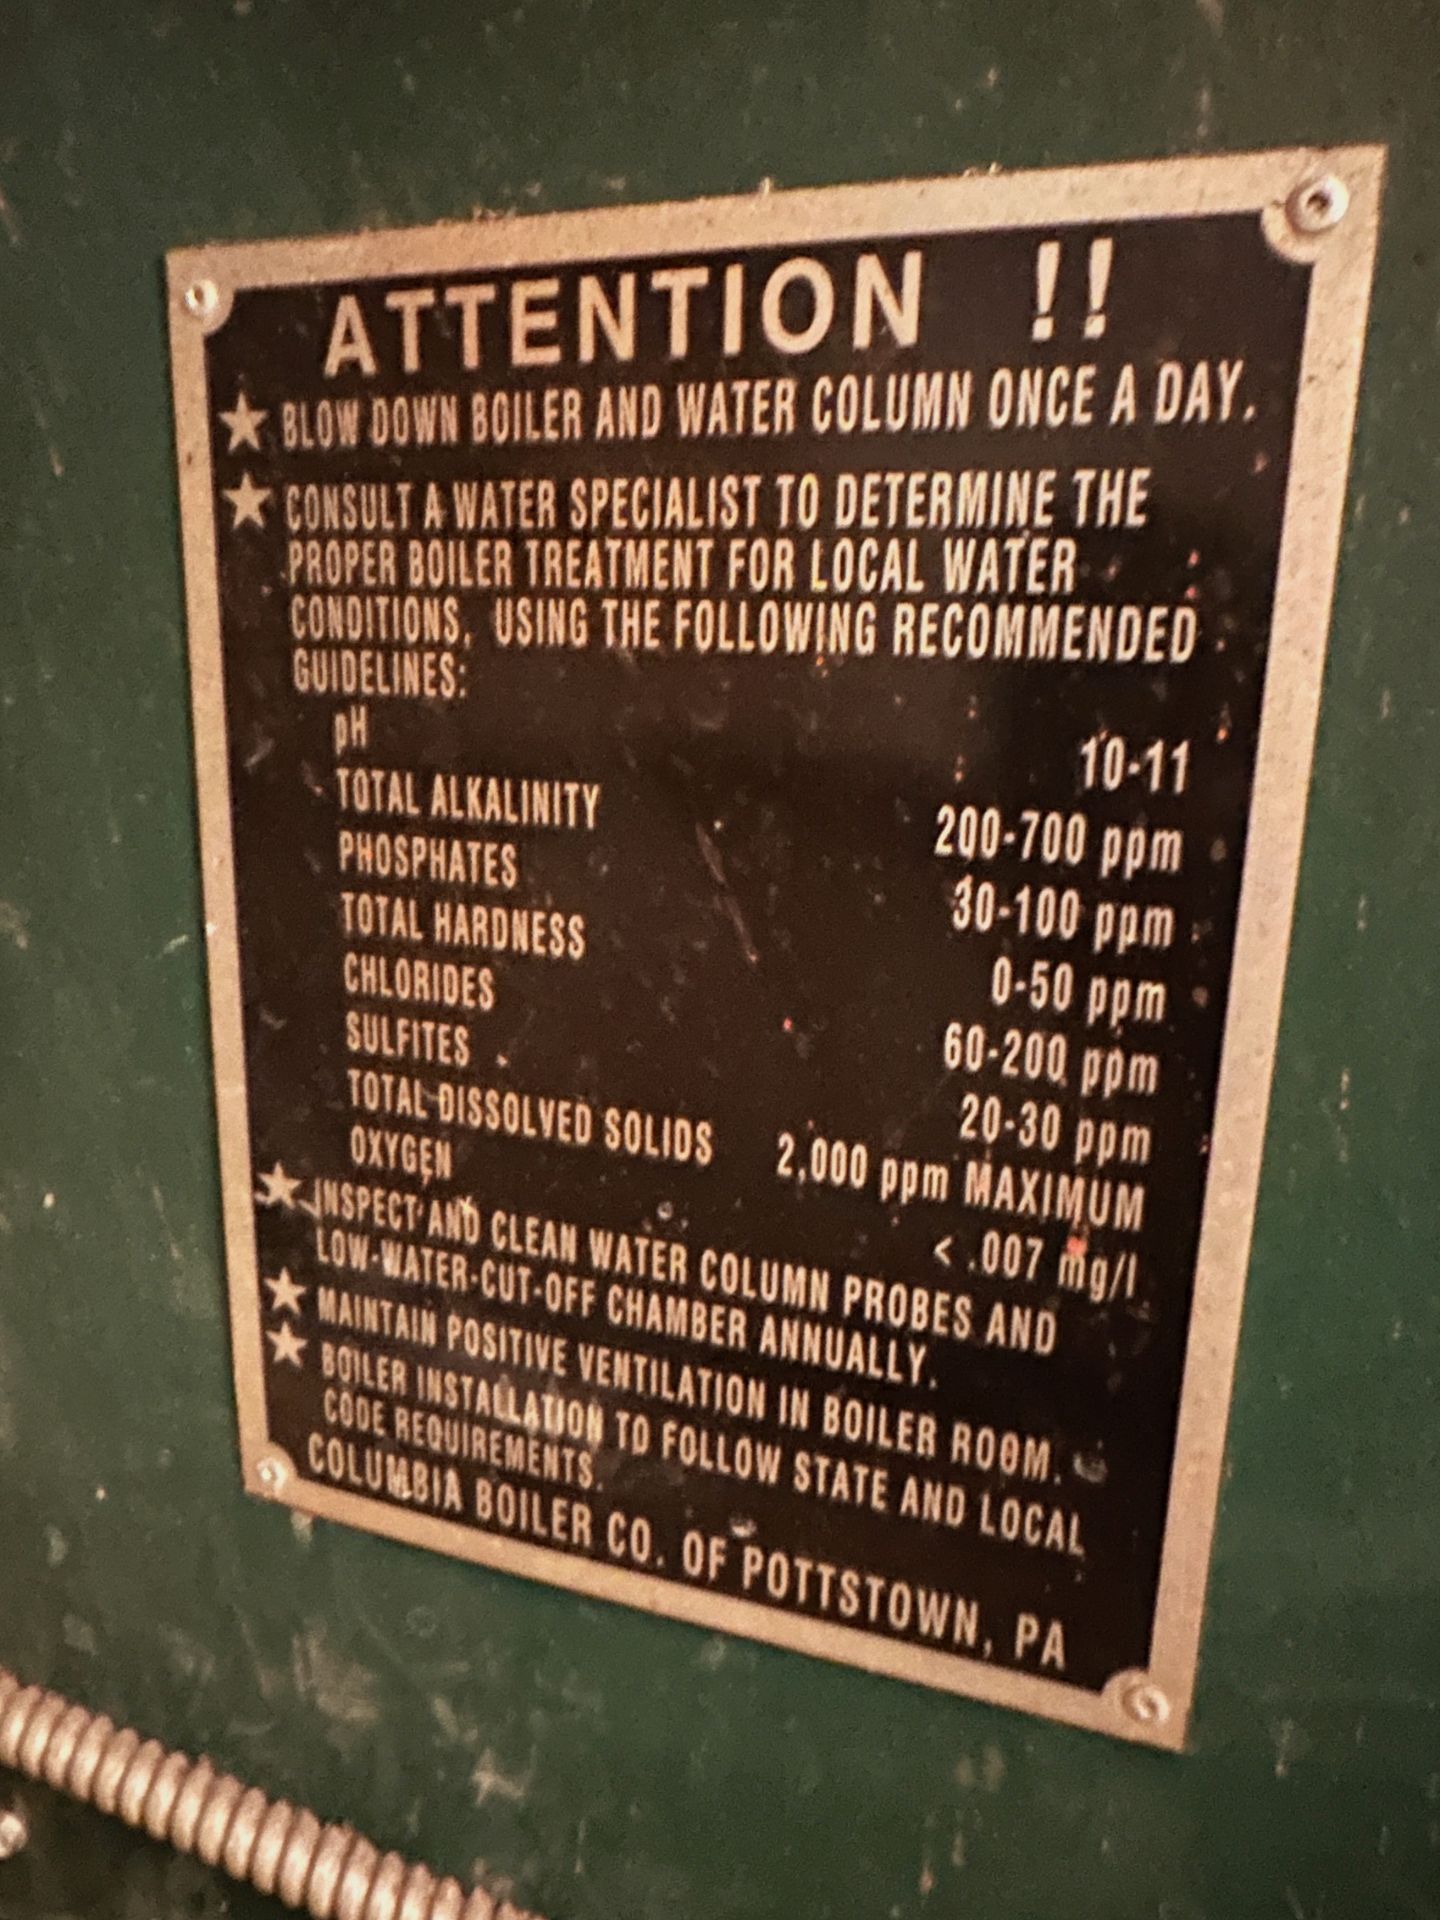 ATTENTION !!
★ BLOW DOWN BOILER AND WATER COLUMN ONCE A DAY.
★ CONSULT A WATER SPECIALIST TO DETERMINE THE
PROPER BOILER TREATMENT FOR LOCAL WATER
CONDITIONS, USING THE FOLLOWING RECOMMENDED
GUIDELINES:
pH 10-11
TOTAL ALKALINITY 200-700 ppm
PHOSPHATES 30-100 ppm
TOTAL HARDNESS 0-50 ppm
CHLORIDES 60-200 ppm
SULFITES 20-30 ppm
TOTAL DISSOLVED SOLIDS 2,000 ppm MAXIMUM
OXYGEN < .007 mg/l
★ INSPECT AND CLEAN WATER COLUMN PROBES AND
LOW-WATER-CUT-OFF CHAMBER ANNUALLY.
★ MAINTAIN POSITIVE VENTILATION IN BOILER ROOM.
★ BOILER INSTALLATION TO FOLLOW STATE AND LOCAL
CODE REQUIREMENTS.
COLUMBIA BOILER CO. OF POTTSTOWN, PA